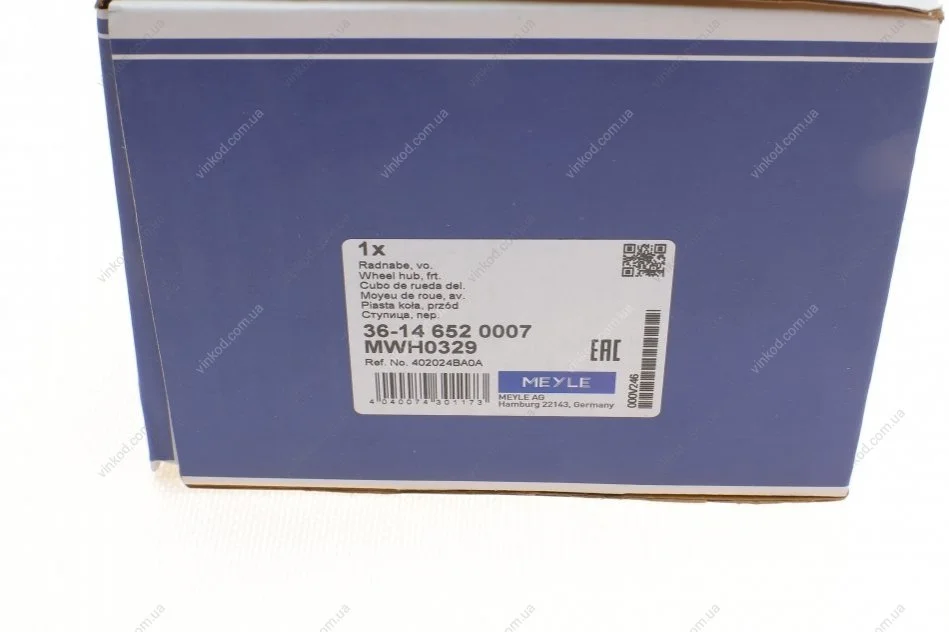 1x
Radnabe, vo.
Wheel hub, frt.
Cubo de rueda del.
Moyeu de roue, av.
Piasta koła, przód
Ступица, пер.
36-14 652 0007
MWH0329
Ref. No. 402024BA0A
EAC
MEYLE
4 040074 301173
MEYLE AG
Hamburg 22143, Germany
000V246
vinkod.com.ua